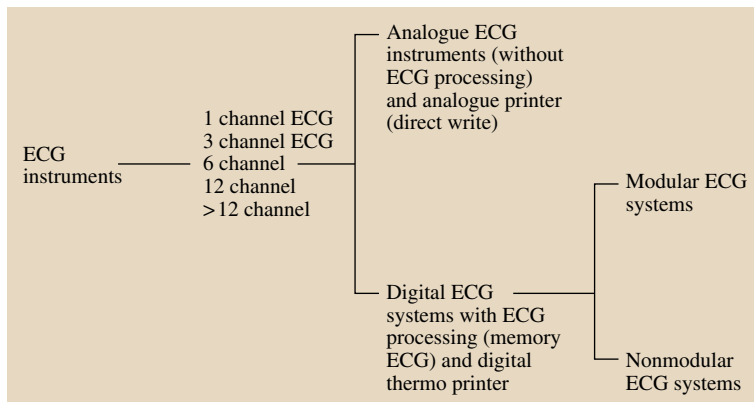 ECG
instruments
1 channel ECG
3 channel ECG
6 channel
12 channel
>12 channel
Analogue ECG
instruments (without
ECG processing)
and analogue printer
(direct write)
Digital ECG
systems with ECG
processing (memory
ECG) and digital
thermo printer
Modular ECG
systems
Nonmodular
ECG systems